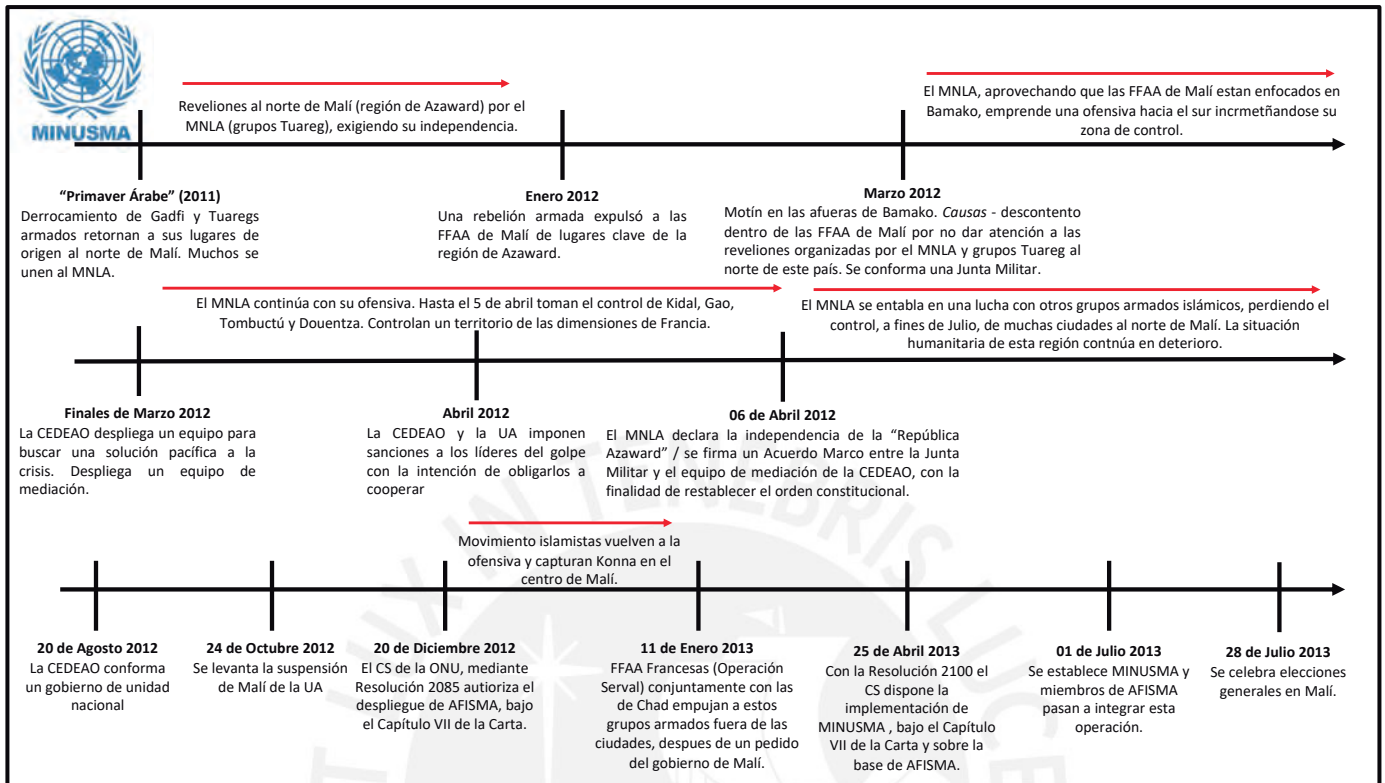 MINUSMA
Reveliones al norte de Malí (región de Azaward) por el
MNLA (grupos Tuareg), exigiendo su independencia.
El MNLA, aprovechando que las FFAA de Malí estan enfocados en
Bamako, emprende una ofensiva hacia el sur incrmetñandose su
zona de control.
“Primaver Árabe” (2011)
Derrocamiento de Gadfi y Tuaregs
armados retornan a sus lugares de
origen al norte de Malí. Muchos se
unen al MNLA.
Enero 2012
Una rebelión armada expulsó a las
FFAA de Malí de lugares clave de la
región de Azaward.
Marzo 2012
Motín en las afueras de Bamako. Causas - descontento
dentro de las FFAA de Malí por no dar atención a las
reveliones organizadas por el MNLA y grupos Tuareg al
norte de este país. Se conforma una Junta Militar.
El MNLA continúa con su ofensiva. Hasta el 5 de abril toman el control de Kidal, Gao,
Tombuctú y Douentza. Controlan un territorio de las dimensiones de Francia.
El MNLA se entabla en una lucha con otros grupos armados islámicos, perdiendo el
control, a fines de Julio, de muchas ciudades al norte de Malí. La situación
humanitaria de esta región contnúa en deterioro.
Finales de Marzo 2012
La CEDEAO despliega un equipo para
buscar una solución pacífica a la
crisis. Despliega un equipo de
mediación.
Abril 2012
La CEDEAO y la UA imponen
sanciones a los líderes del golpe
con la intención de obligarlos a
cooperar
06 de Abril 2012
El MNLA declara la independencia de la “República
Azaward” / se firma un Acuerdo Marco entre la Junta
Militar y el equipo de mediación de la CEDEAO, con la
finalidad de restablecer el orden constitucional.
Movimiento islamistas vuelven a la
ofensiva y capturan Konna en el
centro de Malí.
20 de Agosto 2012
La CEDEAO conforma
un gobierno de unidad
nacional
24 de Octubre 2012
Se levanta la suspensión
de Malí de la UA
20 de Diciembre 2012
El CS de la ONU, mediante
Resolución 2085 autioriza el
despliegue de AFISMA, bajo
el Capítulo VII de la Carta.
11 de Enero 2013
FFAA Francesas (Operación
Serval) conjuntamente con las
de Chad empujan a estos
grupos armados fuera de las
ciudades, despues de un pedido
del gobierno de Malí.
25 de Abril 2013
Con la Resolución 2100 el
CS dispone la
implementación de
MINUSMA , bajo el Capítulo
VII de la Carta y sobre la
base de AFISMA.
01 de Julio 2013
Se establece MINUSMA y
miembros de AFISMA
pasan a integrar esta
operación.
28 de Julio 2013
Se celebra elecciones
generales en Malí.
ET LUX IN TENEBRIS LUCET